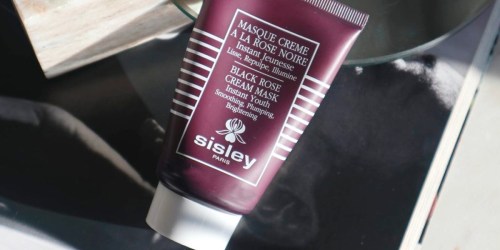 MASQUE CREME
A LA ROSE NOIRE
Instant Jeunesse
Lisse, Repulpe, Illumine
BLACK ROSE
CREAM MASK
Instant Youth
Smoothing, Plumping,
Brightening
sisley
PARIS